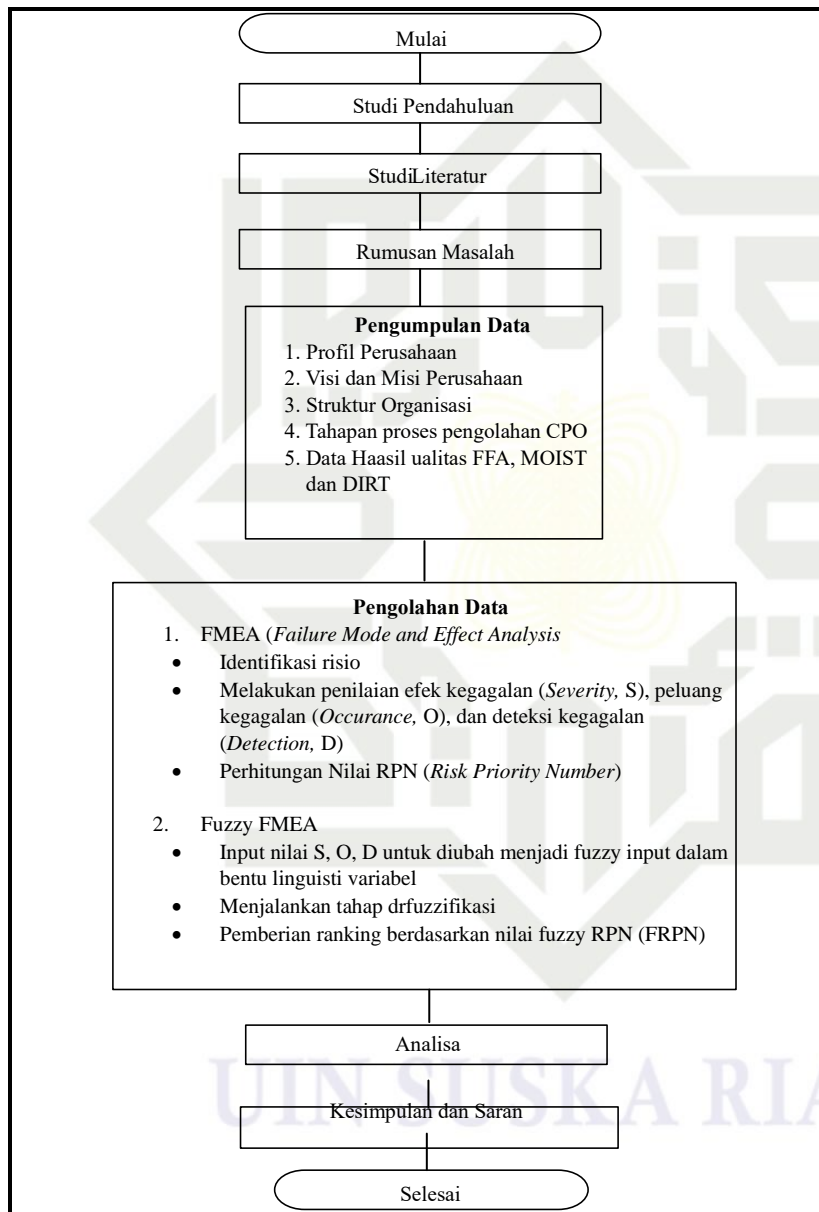 Mulai
Studi Pendahuluan
StudiLiteratur
Rumusan Masalah
Pengumpulan Data
1. Profil Perusahaan
2. Visi dan Misi Perusahaan
3. Struktur Organisasi
4. Tahapan proses pengolahan CPO
5. Data Haasil ualitas FFA, MOIST
dan DIRT
Pengolahan Data
1. FMEA (Failure Mode and Effect Analysis
• Identifikasi risio
• Melakukan penilaian efek kegagalan (Severity, S), peluang
kegagalan (Occurance, O), dan deteksi kegagalan
(Detection, D)
• Perhitungan Nilai RPN (Risk Priority Number)
2. Fuzzy FMEA
• Input nilai S, O, D untuk diubah menjadi fuzzy input dalam
bentu linguisti variabel
• Menjalankan tahap drfuzzifikasi
• Pemberian ranking berdasarkan nilai fuzzy RPN (FRPN)
Analisa
UIN SUSKA RIA
Kesimpulan dan Saran
Selesai